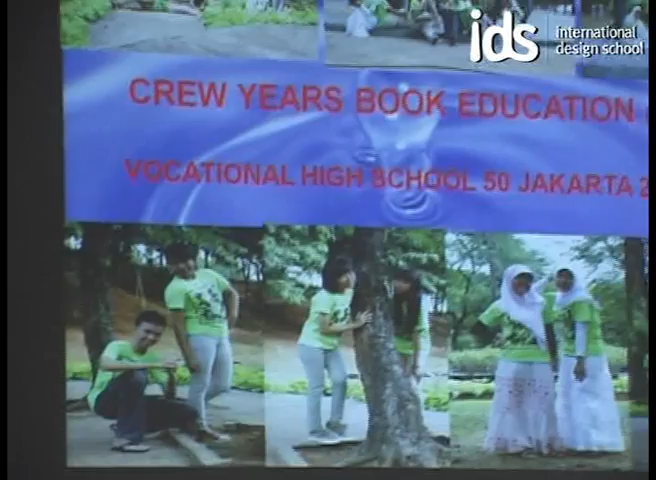 ids international
design school
CREW YEARS BOOK EDUCATION
VOCATIONAL HIGH SCHOOL 50 JAKARTA